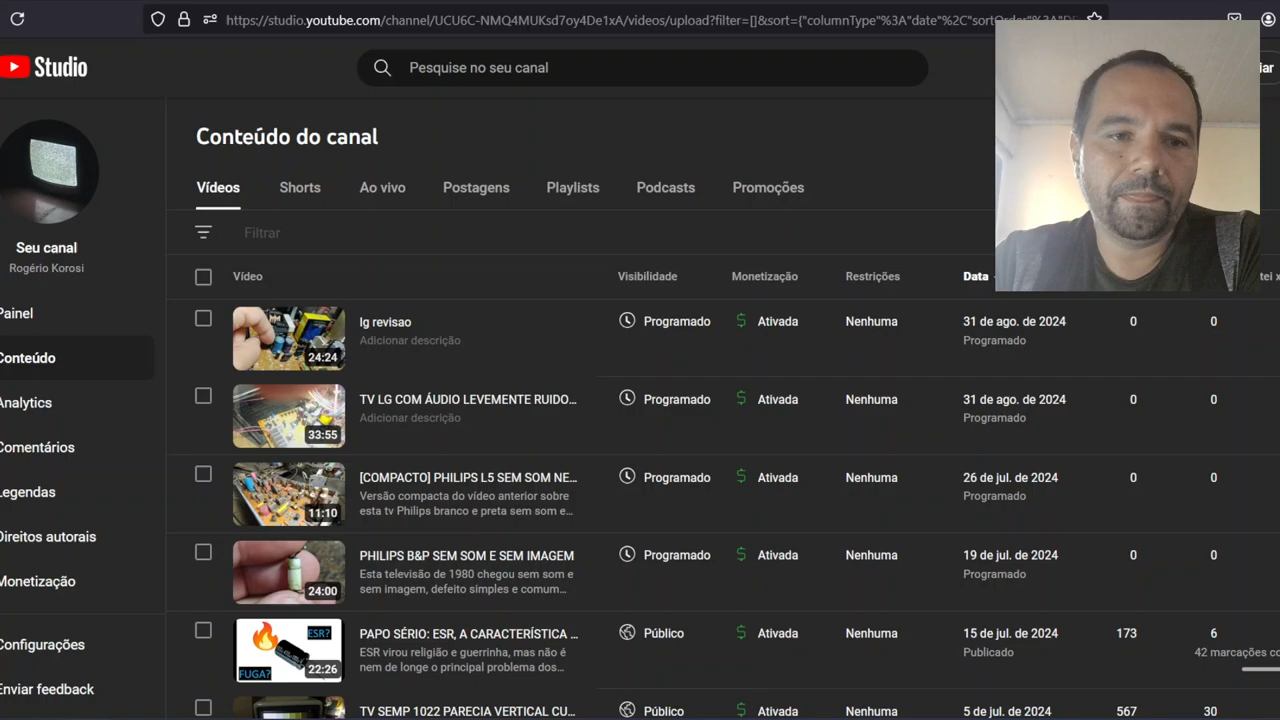 https://studio.youtube.com/channel/UCU6C-NMQ4MUKsd7oy4De1xA/videos/upload?filter=[]&sort={"columnType"%3A"date"%2C"sortOrder"%3A"D
Studio
Pesquise no seu canal
iar
Conteúdo do canal
Vídeos Shorts Ao vivo Postagens Playlists Podcasts Promoções
Filtrar
Seu canal
Rogério Korosi
Painel
Conteúdo
Analytics
Comentários
Legendas
Direitos autorais
Monetização
Configurações
Enviar feedback
Vídeo Visibilidade Monetização Restrições Data
24:24 lg revisao Programado $ Ativada Nenhuma 31 de ago. de 2024 0 0
Adicionar descrição Programado
33:55 TV LG COM ÁUDIO LEVEMENTE RUIDO... Programado $ Ativada Nenhuma 31 de ago. de 2024 0 0
Adicionar descrição Programado
11:10 [COMPACTO] PHILIPS L5 SEM SOM NE... Programado $ Ativada Nenhuma 26 de jul. de 2024 0 0
Versão compacta do vídeo anterior sobre Programado
esta tv Philips branco e preta sem som e...
24:00 PHILIPS B&P SEM SOM E SEM IMAGEM Programado $ Ativada Nenhuma 19 de jul. de 2024 0 0
Esta televisão de 1980 chegou sem som e Programado
sem imagem, defeito simples e comum...
ESR? FUGA? 22:26 PAPO SÉRIO: ESR, A CARACTERÍSTICA ... Público $ Ativada Nenhuma 15 de jul. de 2024 173 6
ESR virou religião e guerrinha, mas não é Publicado 42 marcações co
nem de longe o principal problema dos...
TV SEMP 1022 PARECIA VERTICAL CU... Público $ Ativada Nenhuma 5 de jul. de 2024 567 30